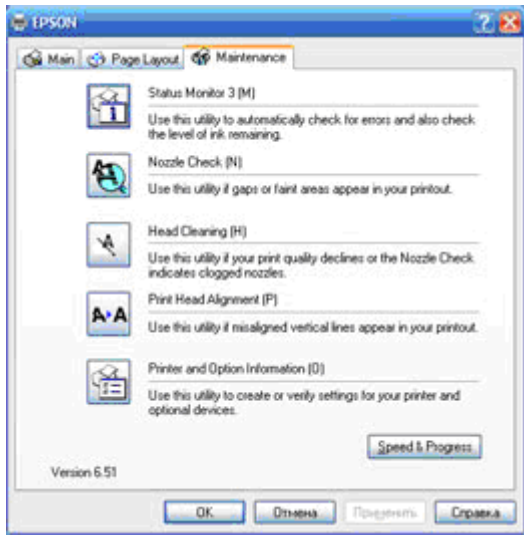 EPSON
Main Page Layout Maintenance
Status Monitor 3 (M)
Use this utility to automatically check for errors and also check
the level of ink remaining.
Nozzle Check (N)
Use this utility if gaps or faint areas appear in your printout.
Head Cleaning (H)
Use this utility if your print quality declines or the Nozzle Check
indicates clogged nozzles.
Print Head Alignment (P)
Use this utility if misaligned vertical lines appear in your printout.
Printer and Option Information (O)
Use this utility to create or verify settings for your printer and
optional devices.
Speed & Progress
Version 6.51
OK Отмена Применить Справка